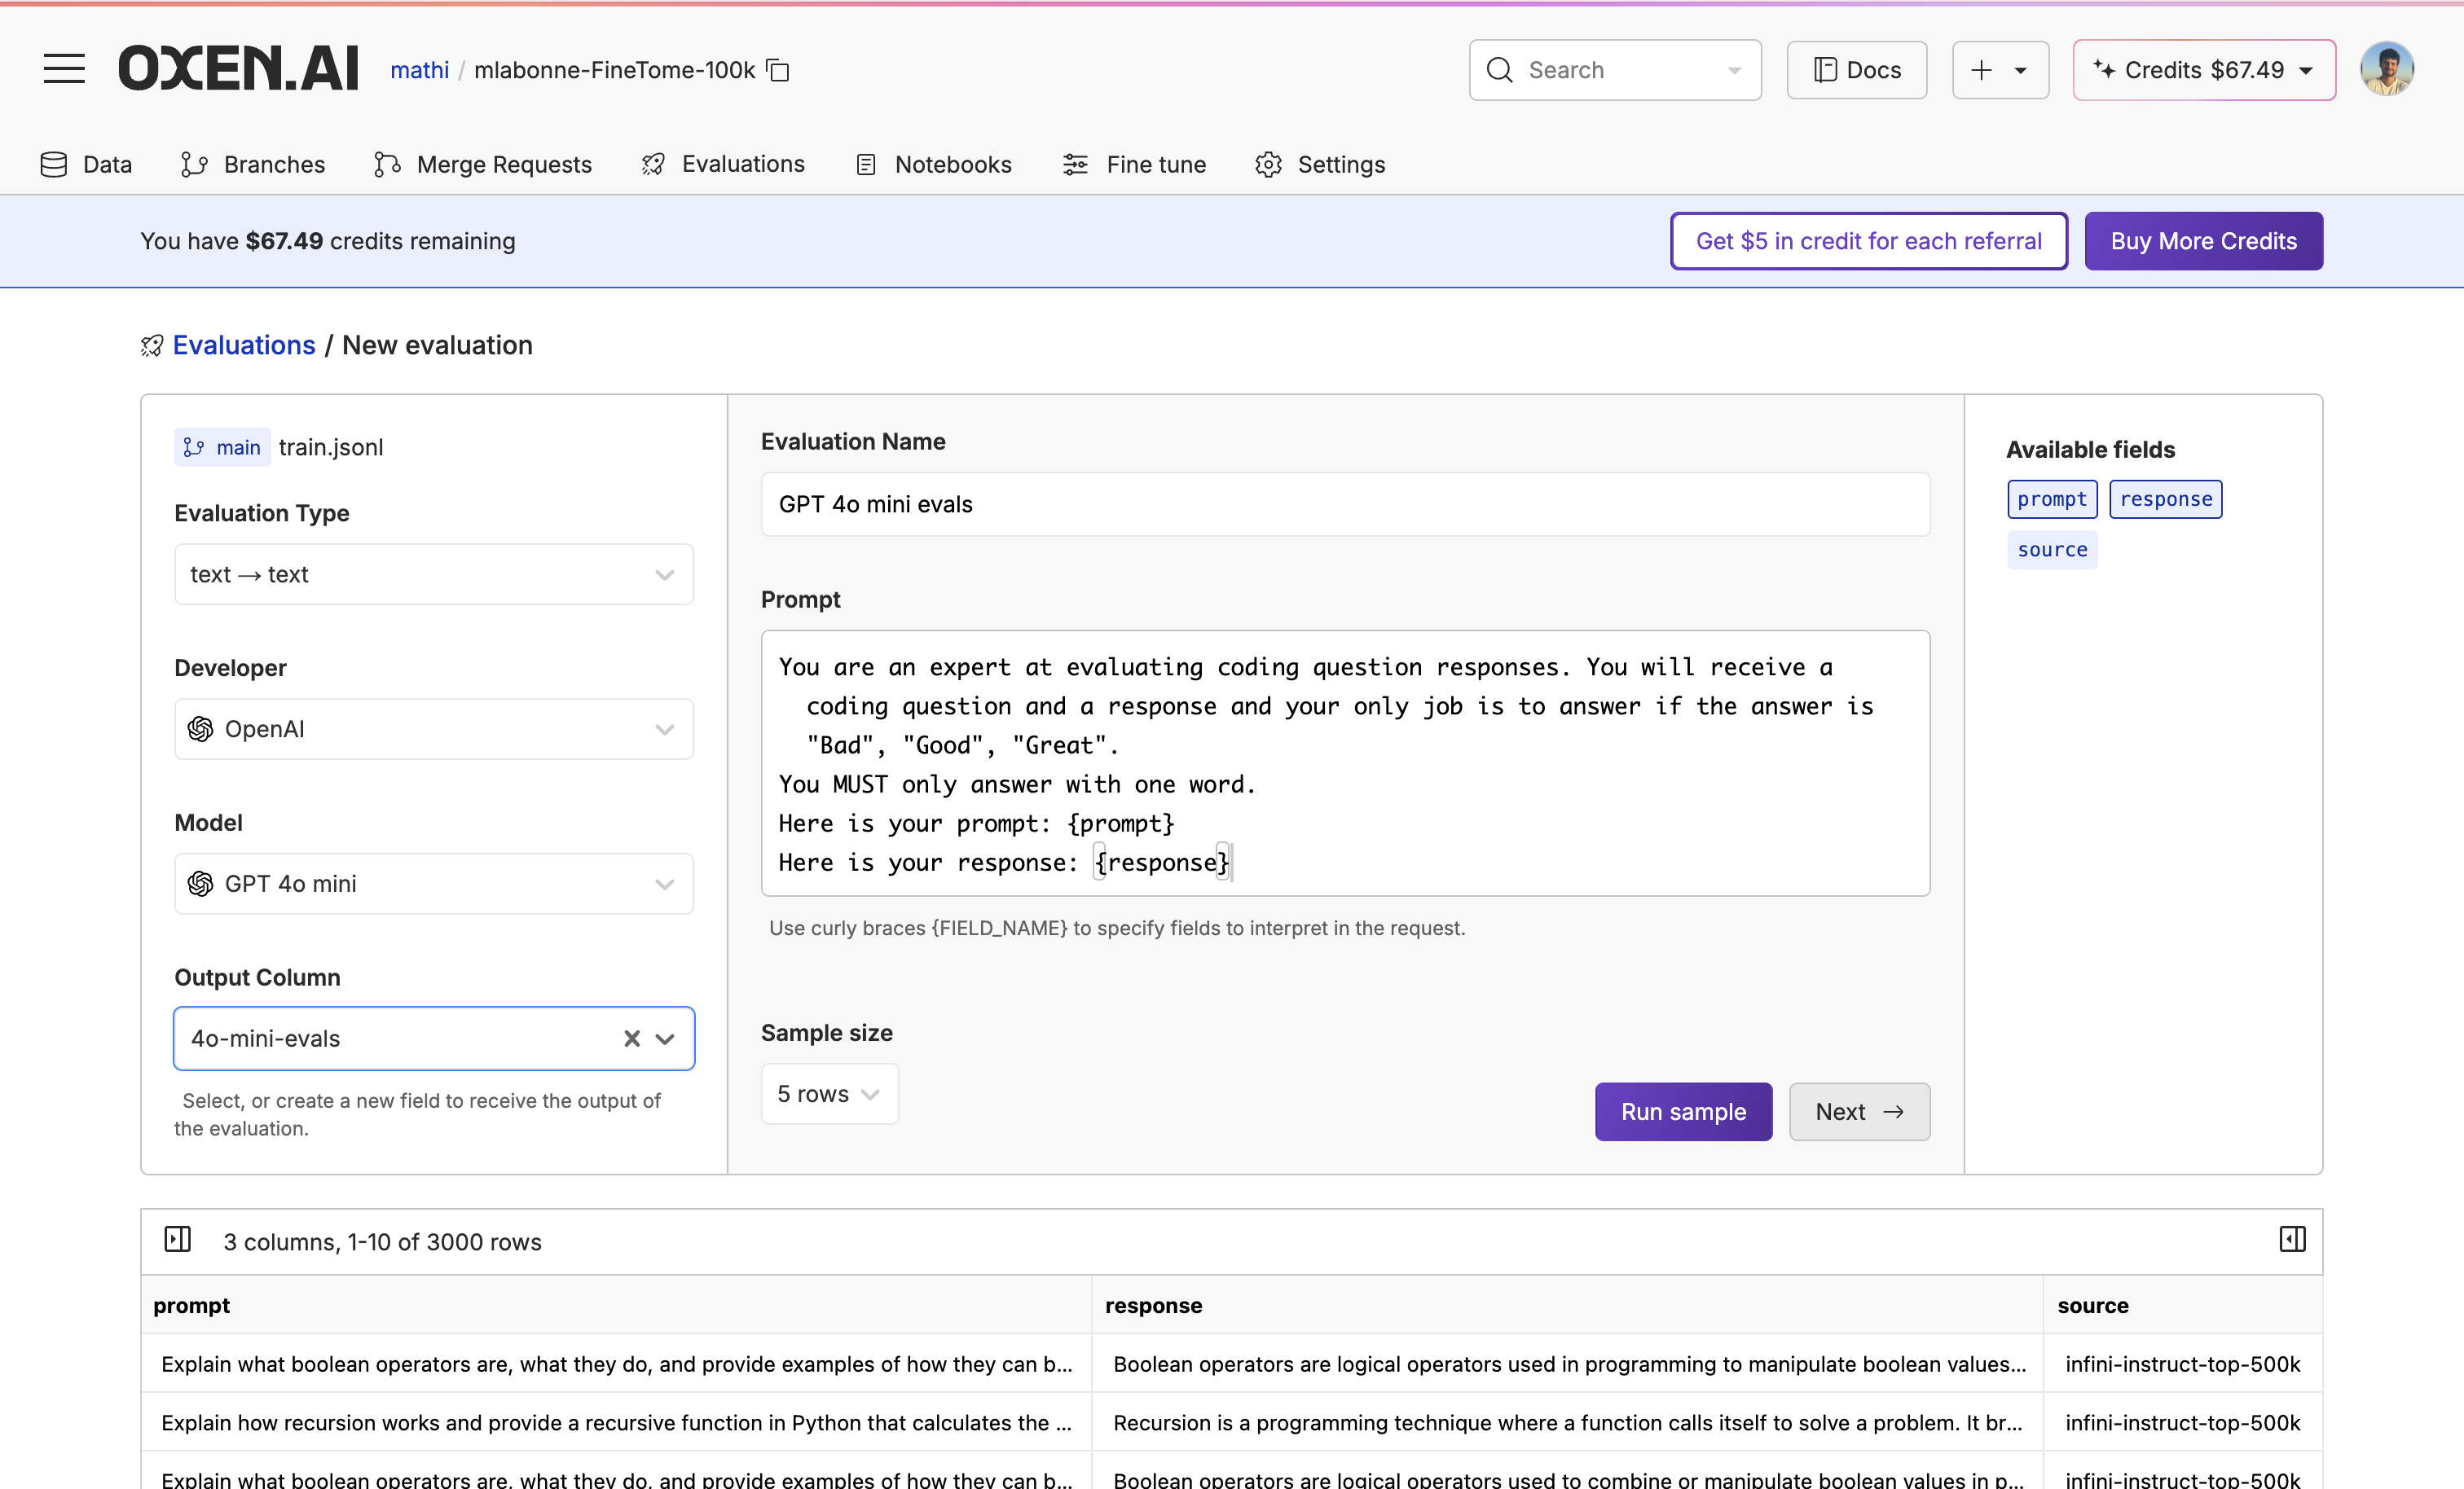 OXEN.AI mathi / mlabonne-FineTome-100k Search Docs + Credits $67.49
Data Branches Merge Requests Evaluations Notebooks Fine tune Settings
You have $67.49 credits remaining Get $5 in credit for each referral Buy More Credits
Evaluations / New evaluation
main train.jsonl
Evaluation Type
text → text
Developer
OpenAI
Model
GPT 4o mini
Output Column
4o-mini-evals
Select, or create a new field to receive the output of
the evaluation.
Evaluation Name
GPT 4o mini evals
Prompt
You are an expert at evaluating coding question responses. You will receive a
coding question and a response and your only job is to answer if the answer is
"Bad", "Good", "Great".
You MUST only answer with one word.
Here is your prompt: {prompt}
Here is your response: {response}
Use curly braces {FIELD_NAME} to specify fields to interpret in the request.
Sample size
5 rows
Run sample Next →
Available fields
prompt response
source
3 columns, 1-10 of 3000 rows
prompt response source
Explain what boolean operators are, what they do, and provide examples of how they can b... Boolean operators are logical operators used in programming to manipulate boolean values... infini-instruct-top-500k
Explain how recursion works and provide a recursive function in Python that calculates the ... Recursion is a programming technique where a function calls itself to solve a problem. It br... infini-instruct-top-500k
Explain what boolean operators are, what they do, and provide examples of how they can b... Boolean operators are logical operators used to combine or manipulate boolean values in p... infini-instruct-top-500k